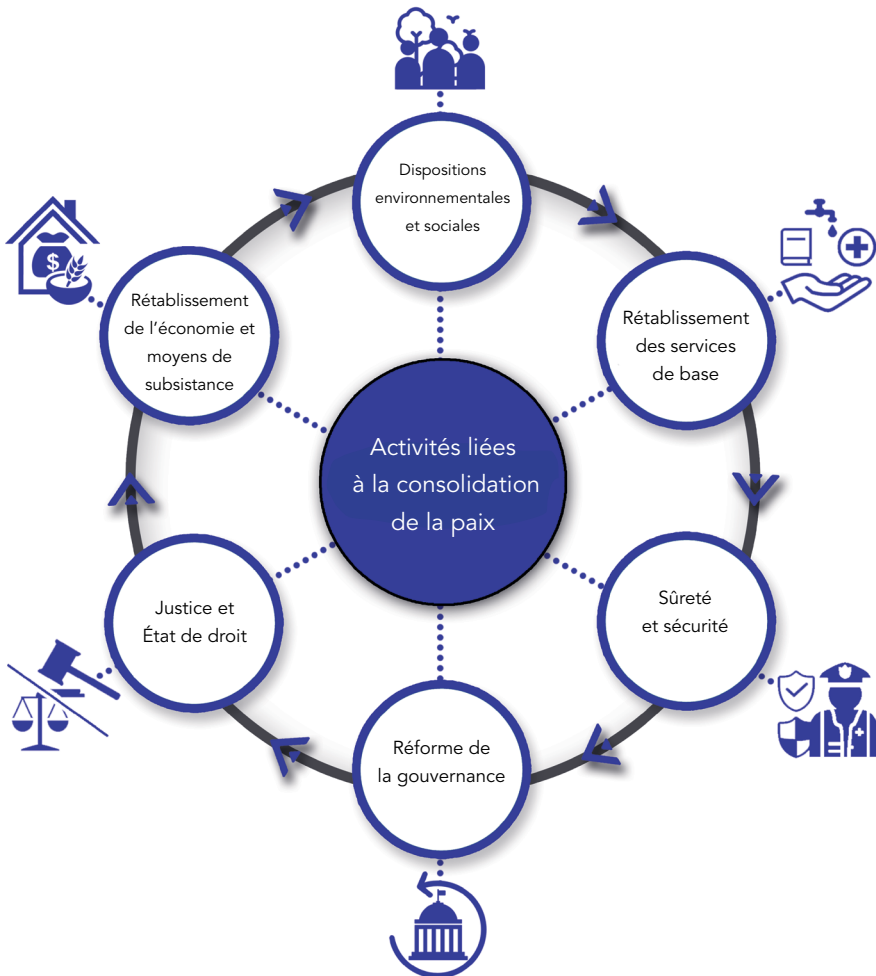 Dispositions
environnementales
et sociales
Rétablissement
des services
de base
Sûreté
et sécurité
Réforme de
la gouvernance
Justice et
État de droit
Rétablissement
de l’économie et
moyens de
subsistance
$
Activités liées
à la consolidation
de la paix